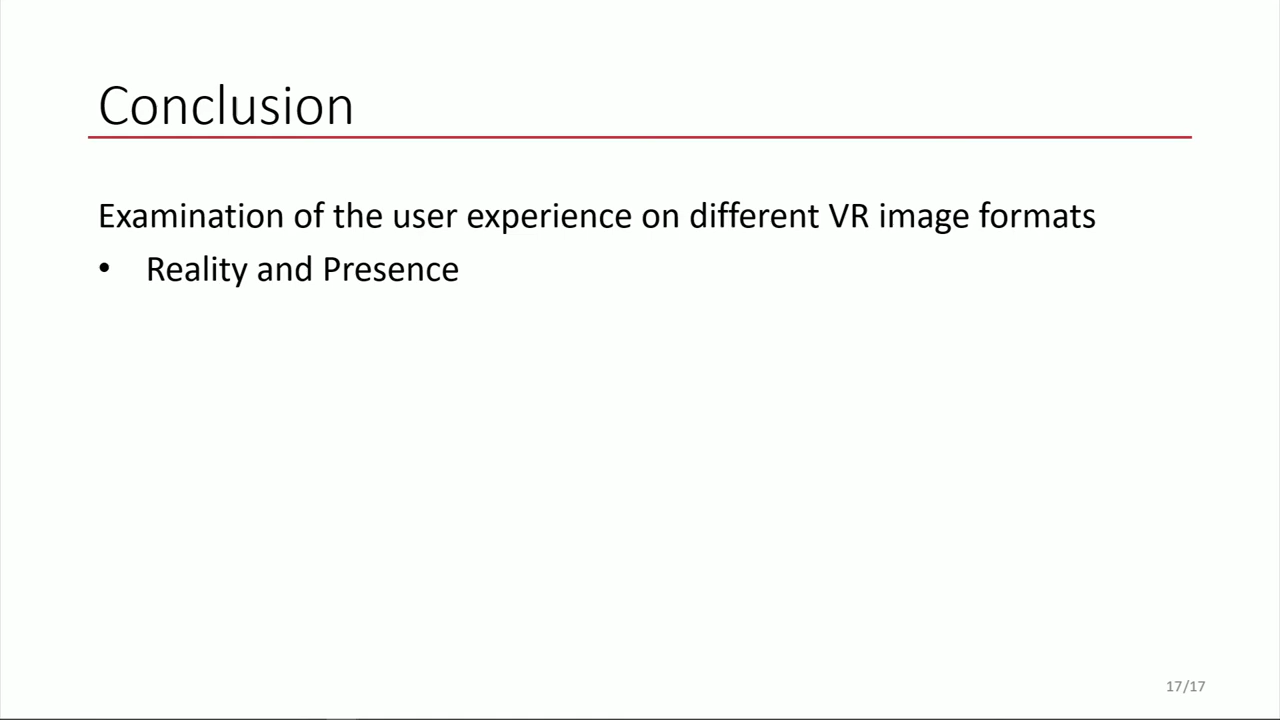 Conclusion
Examination of the user experience on different VR image formats
• Reality and Presence
17/17